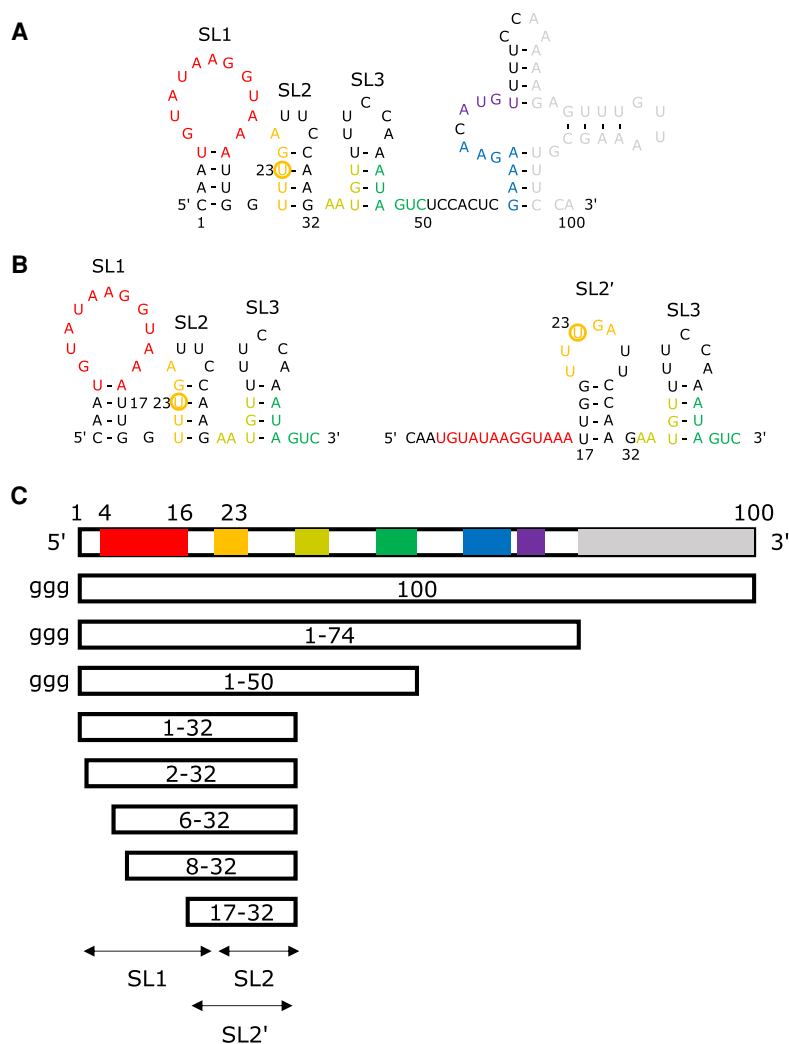 A
SL1
SL2
SL3
U G U A U A A G G U A A A
C - G
A - U
A - U
U - A
G
A G U U C
G - C
23 U - A
U - A
U - G
A A
U U U C C A A
U - A
G - U
U - A
GUCUCCACUC
G - C
A - U
A - U
A - U
A A G C A U G
U - G
U - A
U - A
U - A
C A
C A
A G U U U G U U A A A G C G U
C A
5'
3'
1
32
50
100
B
SL1
SL2
SL3
U G U A U A A G G U A A A
C - G
A - U
A - U
17
23
U - A
G
A G U U C
G - C
U - A
U - A
U - G
A A
U U U C C A A
U - A
G - U
U - A
GUC
5'
3'
SL2'
SL3
23
U U U G A U U
G - C
G - C
U - A
U - A
5' CAAUGUAUAAGGUAAA
GAA
U U U C C A A
U - A
G - U
U - A
GUC 3'
17
32
C
1 4 16 23 100
5' 3'
ggg 100
ggg 1-74
ggg 1-50
1-32
2-32
6-32
8-32
17-32
SL1 SL2
SL2'